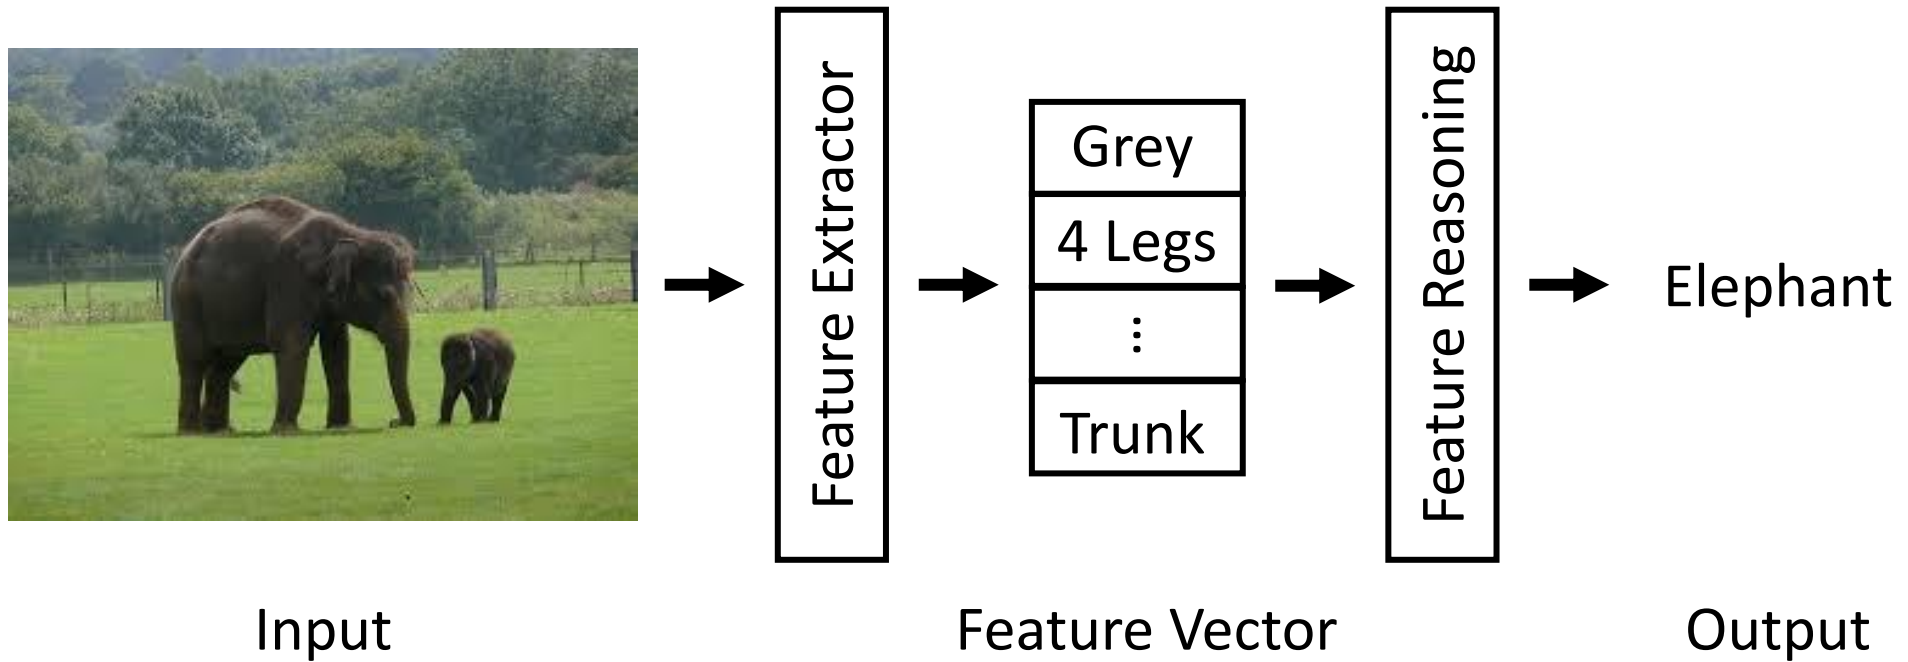 Feature Extractor
Grey
4 Legs
⋮
Trunk
Feature Reasoning
Elephant
Input
Feature Vector
Output